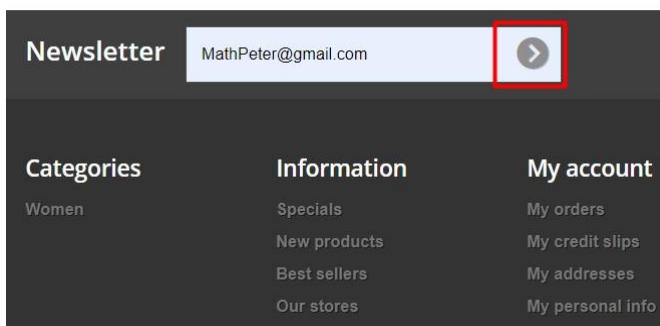 Newsletter MathPeter@gmail.com
Categories
Women
Information
Specials
New products
Best sellers
Our stores
My account
My orders
My credit slips
My addresses
My personal info